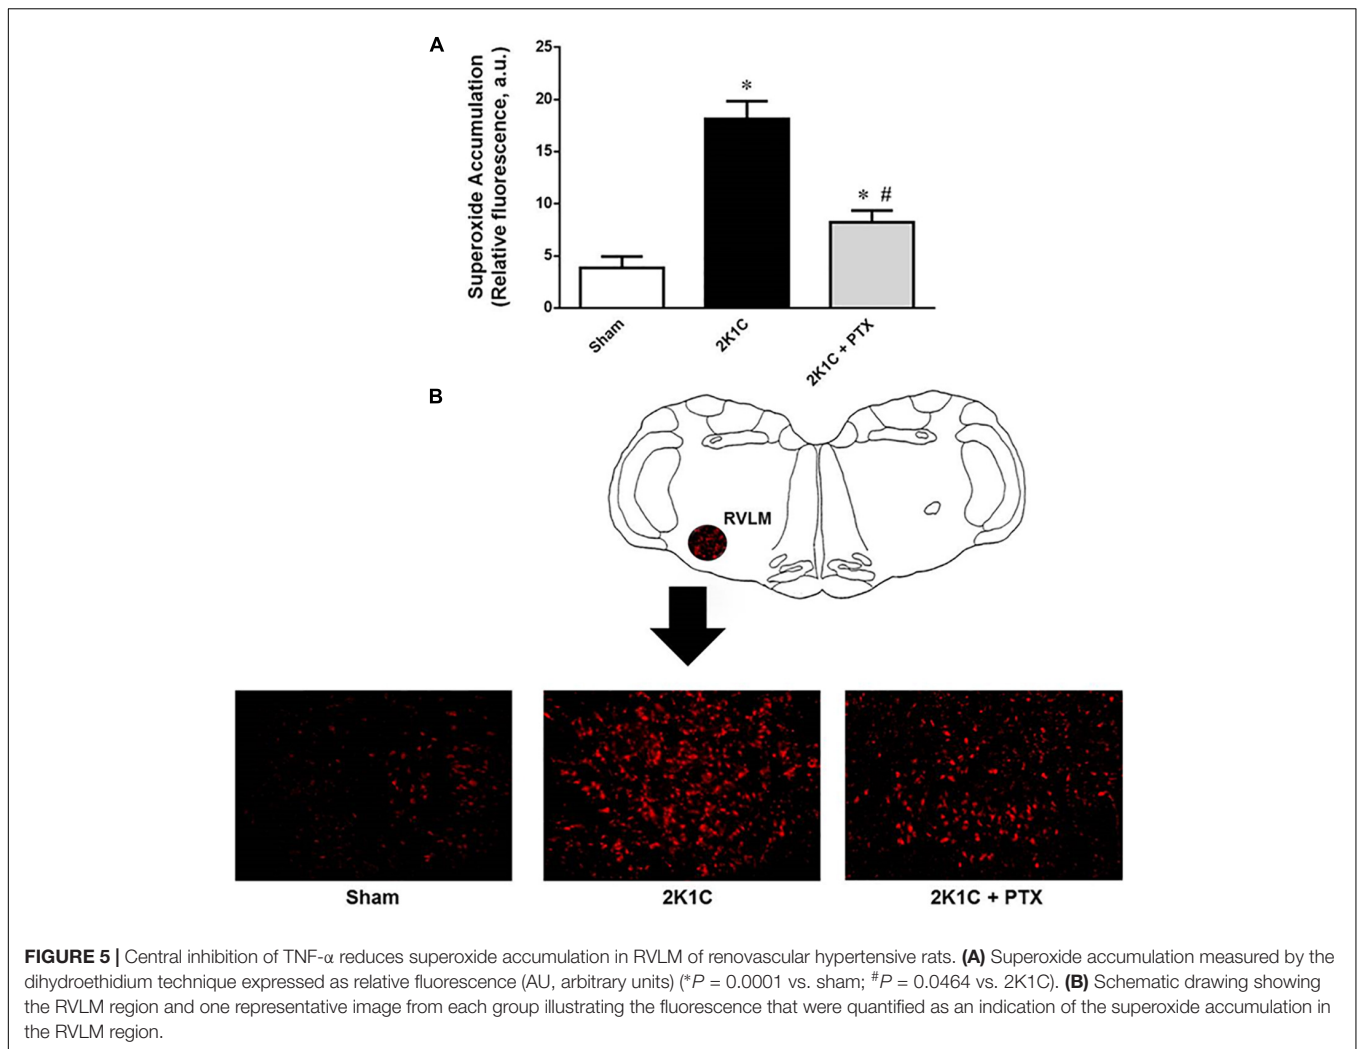 A
Superoxide Accumulation
(Relative fluorescence, a.u.)
25
20
15
10
5
0
*
* #
Sham
2K1C
2K1C + PTX
B
RVLM
Sham
2K1C
2K1C + PTX
FIGURE 5 | Central inhibition of TNF-α reduces superoxide accumulation in RVLM of renovascular hypertensive rats. (A) Superoxide accumulation measured by the
dihydroethidium technique expressed as relative fluorescence (AU, arbitrary units) (*P = 0.0001 vs. sham; #P = 0.0464 vs. 2K1C). (B) Schematic drawing showing
the RVLM region and one representative image from each group illustrating the fluorescence that were quantified as an indication of the superoxide accumulation in
the RVLM region.